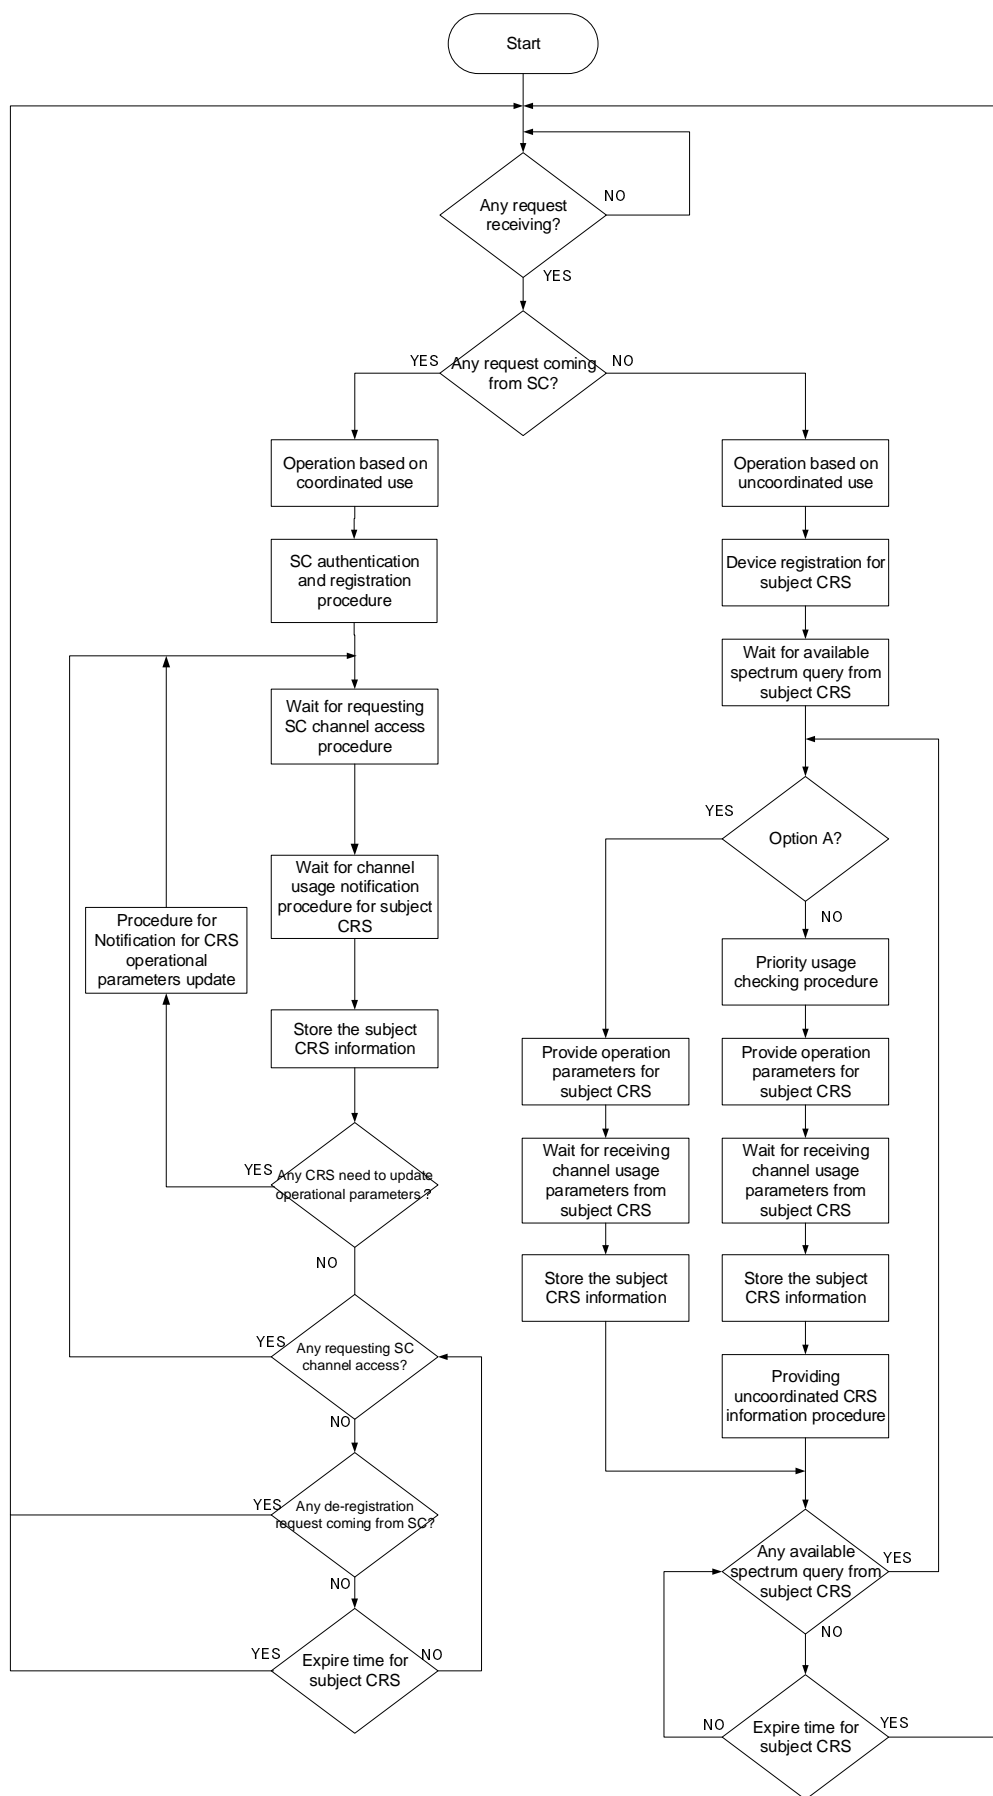 Start
Any request
receiving?
NO
YES
Any request coming
from SC?
YES
NO
Operation based on
coordinated use
SC authentication
and registration
procedure
Wait for requesting
SC channel access
procedure
Wait for channel
usage notification
procedure for subject
CRS
Procedure for
Notification for CRS
operational
parameters update
Store the subject
CRS information
YES
Any CRS need to update
operational parameters ?
NO
YES
Any requesting SC
channel access?
NO
YES
Any de-registration
request coming from SC?
NO
YES
Expire time for
subject CRS
NO
Operation based on
uncoordinated use
Device registration for
subject CRS
Wait for available
spectrum query from
subject CRS
YES
Option A?
NO
Priority usage
checking procedure
Provide operation
parameters for
subject CRS
Wait for receiving
channel usage
parameters from
subject CRS
Store the subject
CRS information
Provide operation
parameters for
subject CRS
Wait for receiving
channel usage
parameters from
subject CRS
Store the subject
CRS information
Providing
uncoordinated CRS
information procedure
Any available
spectrum query from
subject CRS
YES
NO
NO
Expire time for
subject CRS
YES